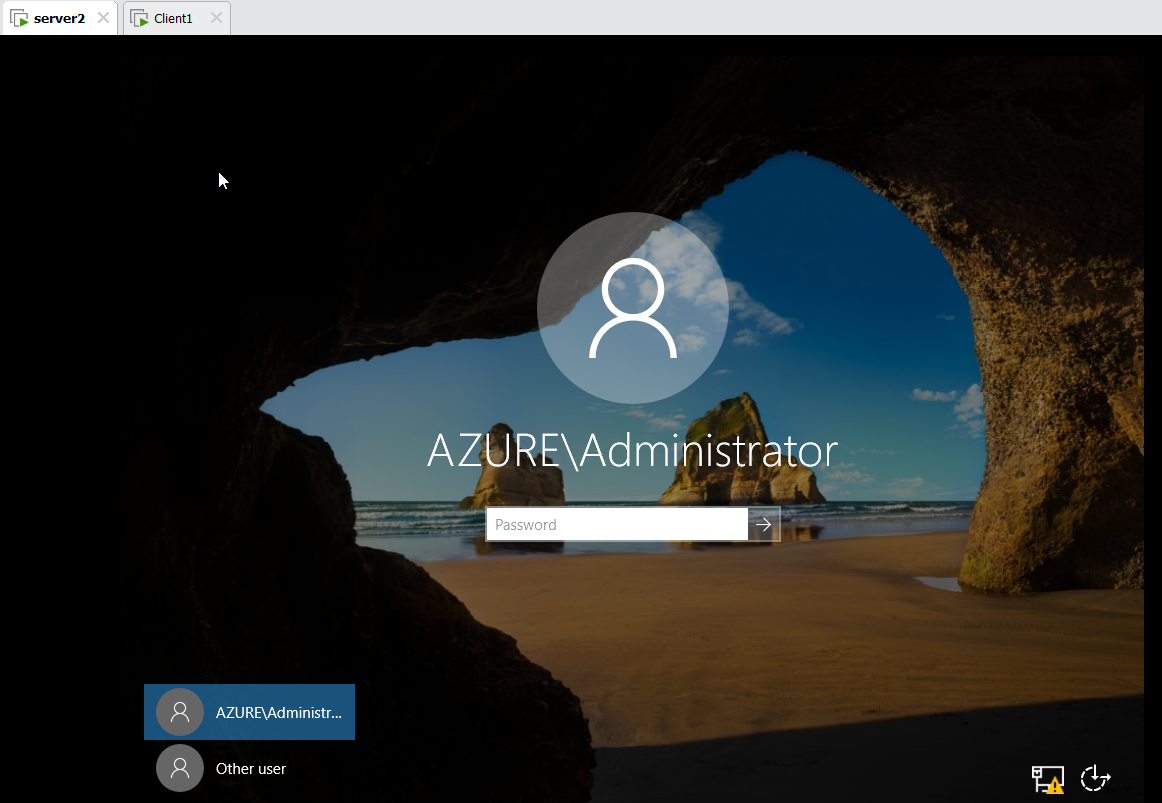 server2
Client1
AZURE\Administrator
Password
AZURE\Administr...
Other user